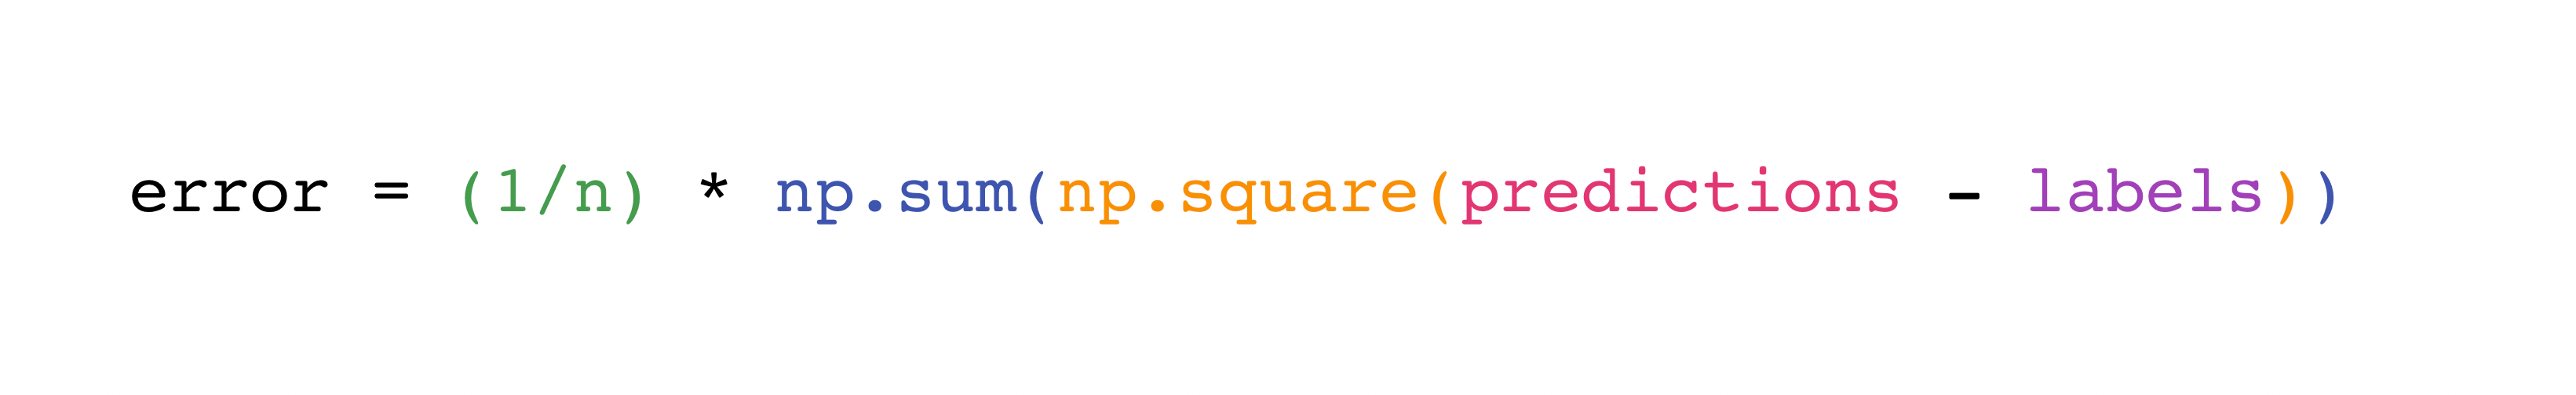 error = (1/n) * np.sum(np.square(predictions - labels))